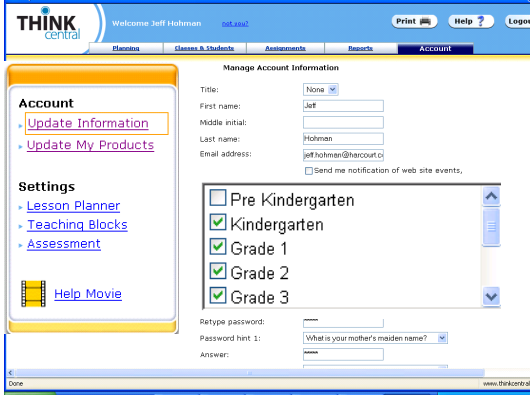 THINK central
Welcome Jeff Hohman not you?
Print Help ? Logou
Planning Classes & Students Assignments Reports Account
Manage Account Information
Account
Update Information
Update My Products
Settings
Lesson Planner
Teaching Blocks
Assessment
Help Movie
Title: None
First name: Jeff
Middle initial:
Last name: Hohman
Email address: jeff.hohman@harcourt.c
Send me notification of web site events,
Pre Kindergarten
Kindergarten
Grade 1
Grade 2
Grade 3
Retype password: •••••
Password hint 1: What is your mother's maiden name?
Answer: •••••
Done www.thinkcentral